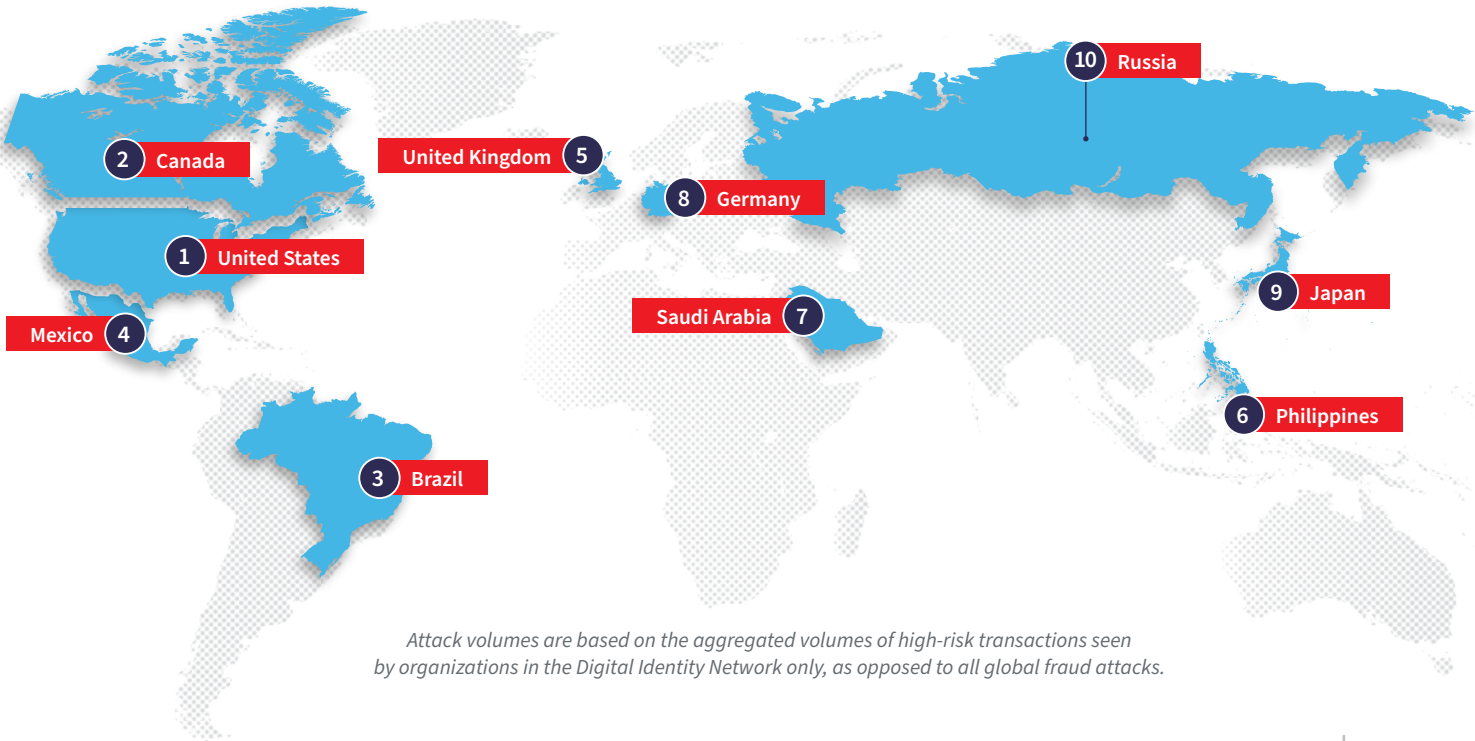 10 Russia
2 Canada
United Kingdom 5
8 Germany
1 United States
9 Japan
Saudi Arabia 7
Mexico 4
6 Philippines
3 Brazil
Attack volumes are based on the aggregated volumes of high-risk transactions seen
by organizations in the Digital Identity Network only, as opposed to all global fraud attacks.